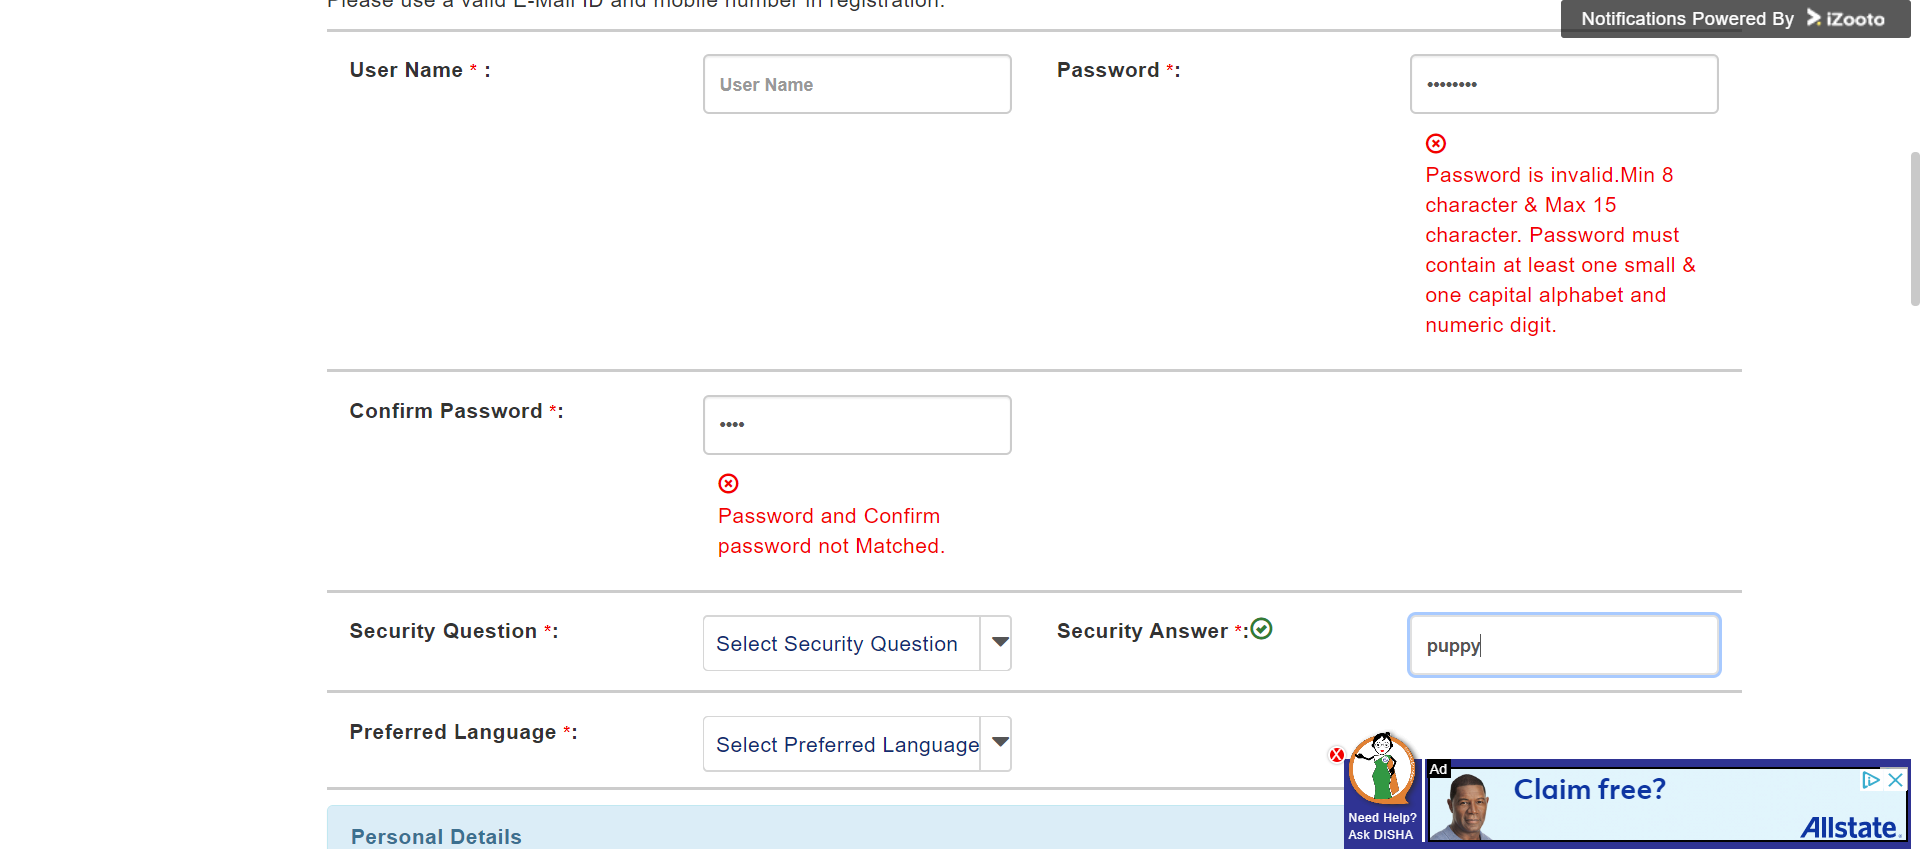 Please use a valid E-Mail ID and mobile number in registration.
Notifications Powered By iZooto
User Name * :
User Name
Password *:
••••••••
Password is invalid.Min 8
character & Max 15
character. Password must
contain at least one small &
one capital alphabet and
numeric digit.
Confirm Password *:
••••
Password and Confirm
password not Matched.
Security Question *:
Select Security Question
Security Answer *:
puppy
Preferred Language *:
Select Preferred Language
X
Need Help?
Ask DISHA
Ad
Claim free?
Allstate.
Personal Details